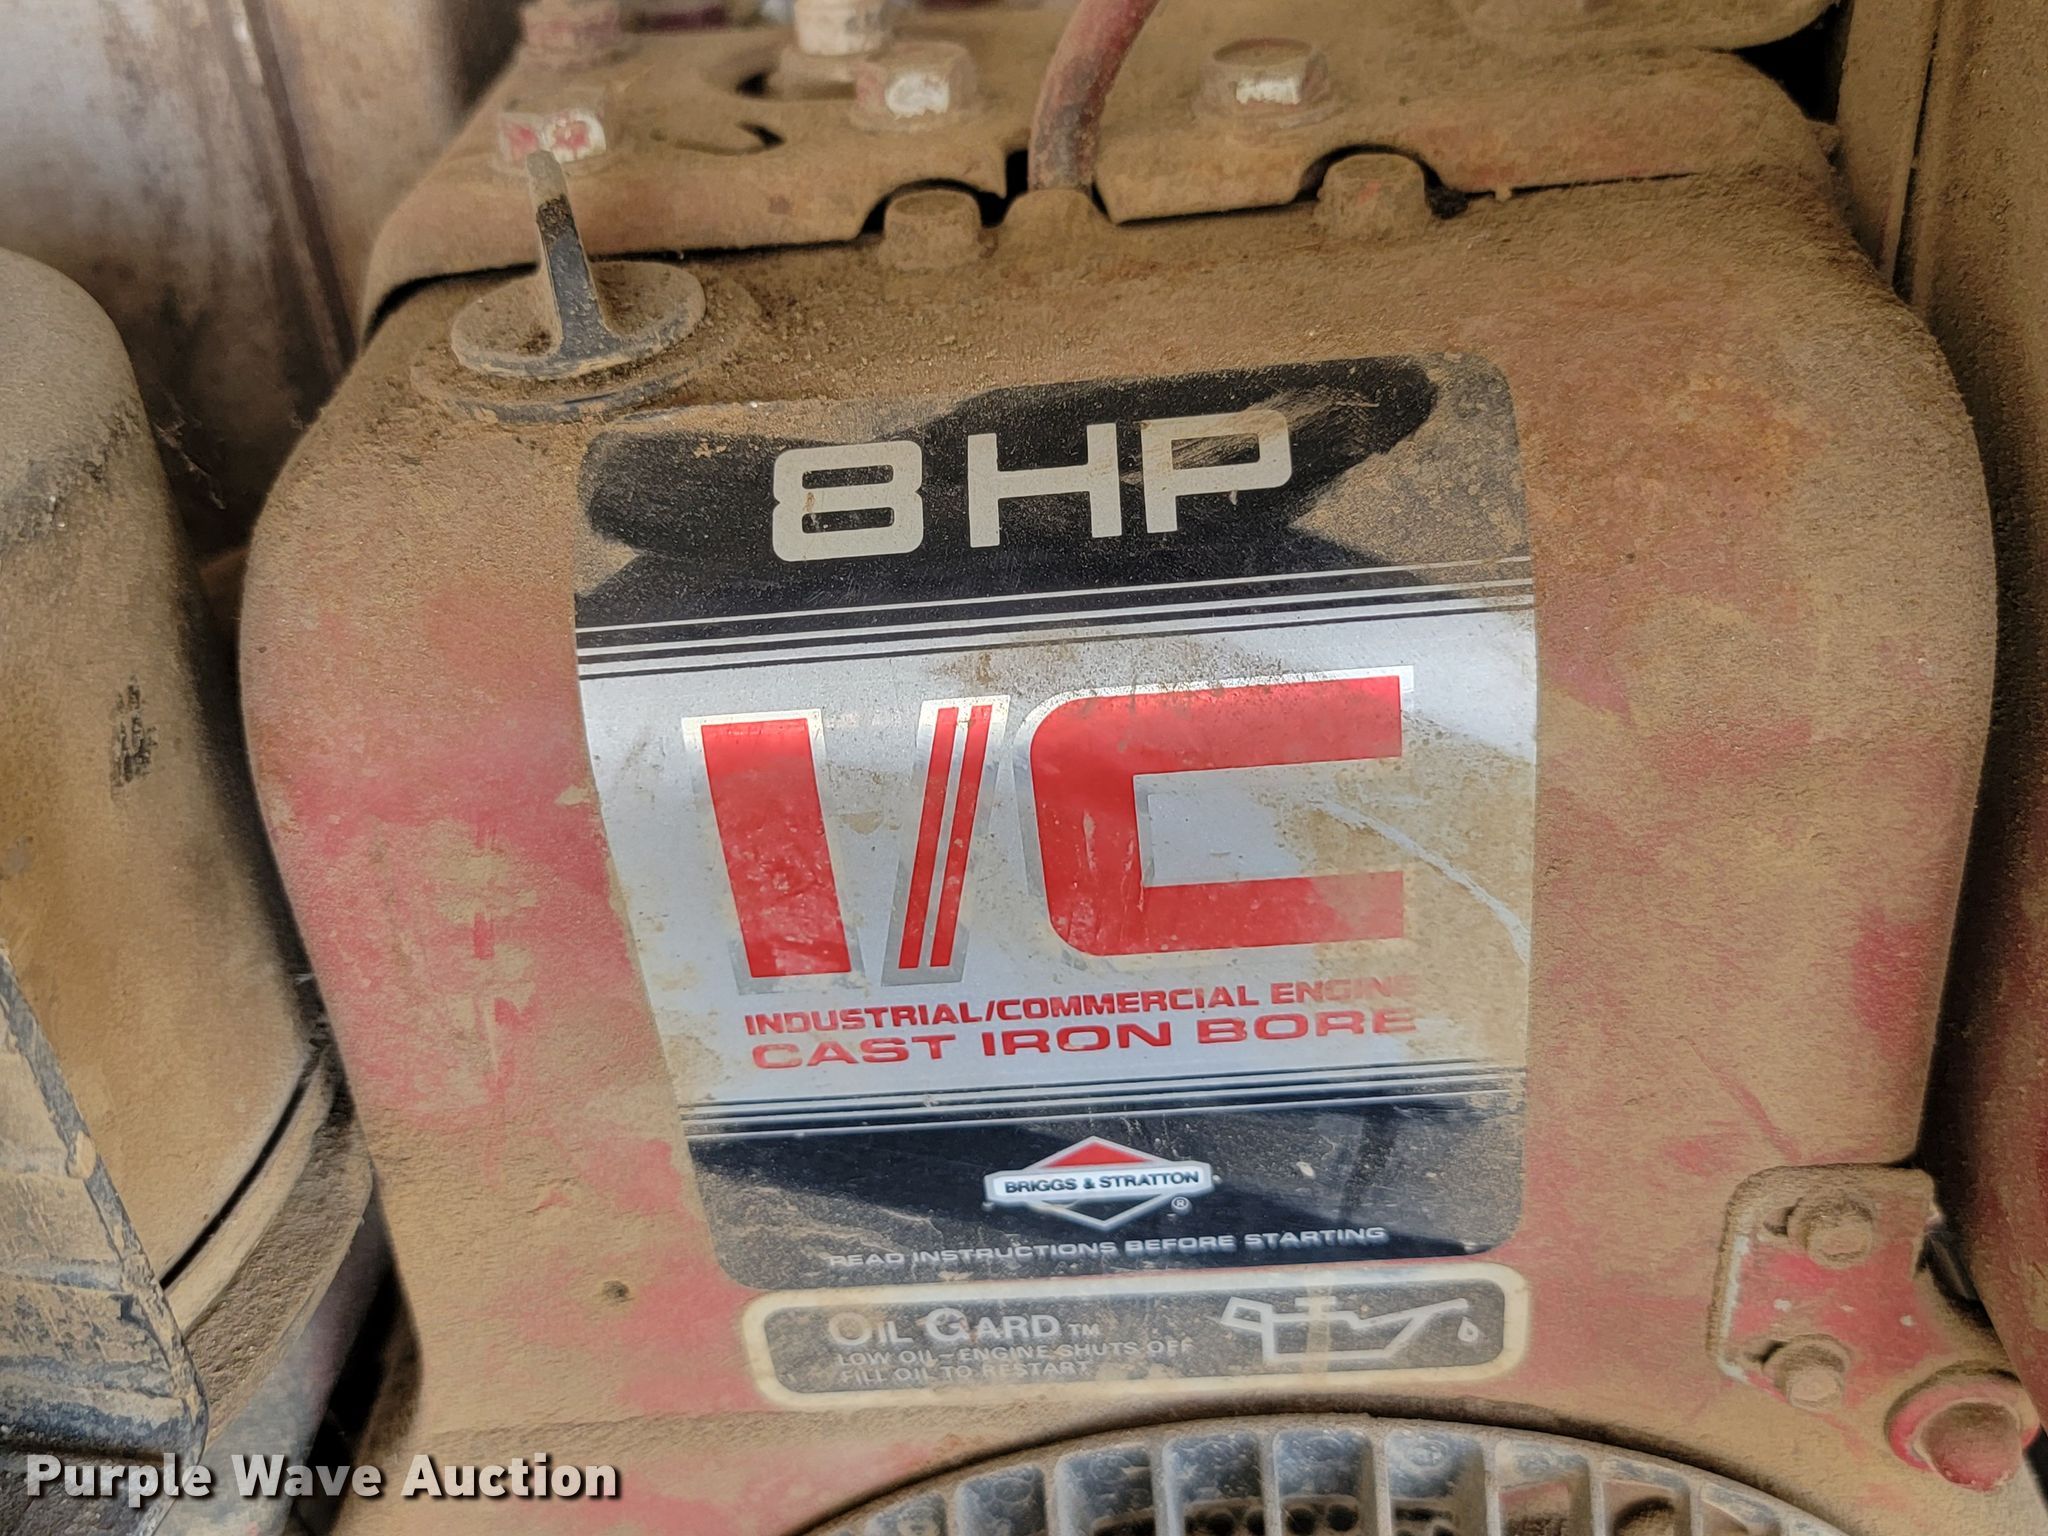 8HP
I/C
INDUSTRIAL/COMMERCIAL ENGINE
CAST IRON BORE
BRIGGS & STRATTON
®
READ INSTRUCTIONS BEFORE STARTING
OIL GARD TM
LOW OIL - ENGINE SHUTS OFF
FILL OIL TO RESTART
Purple Wave Auction